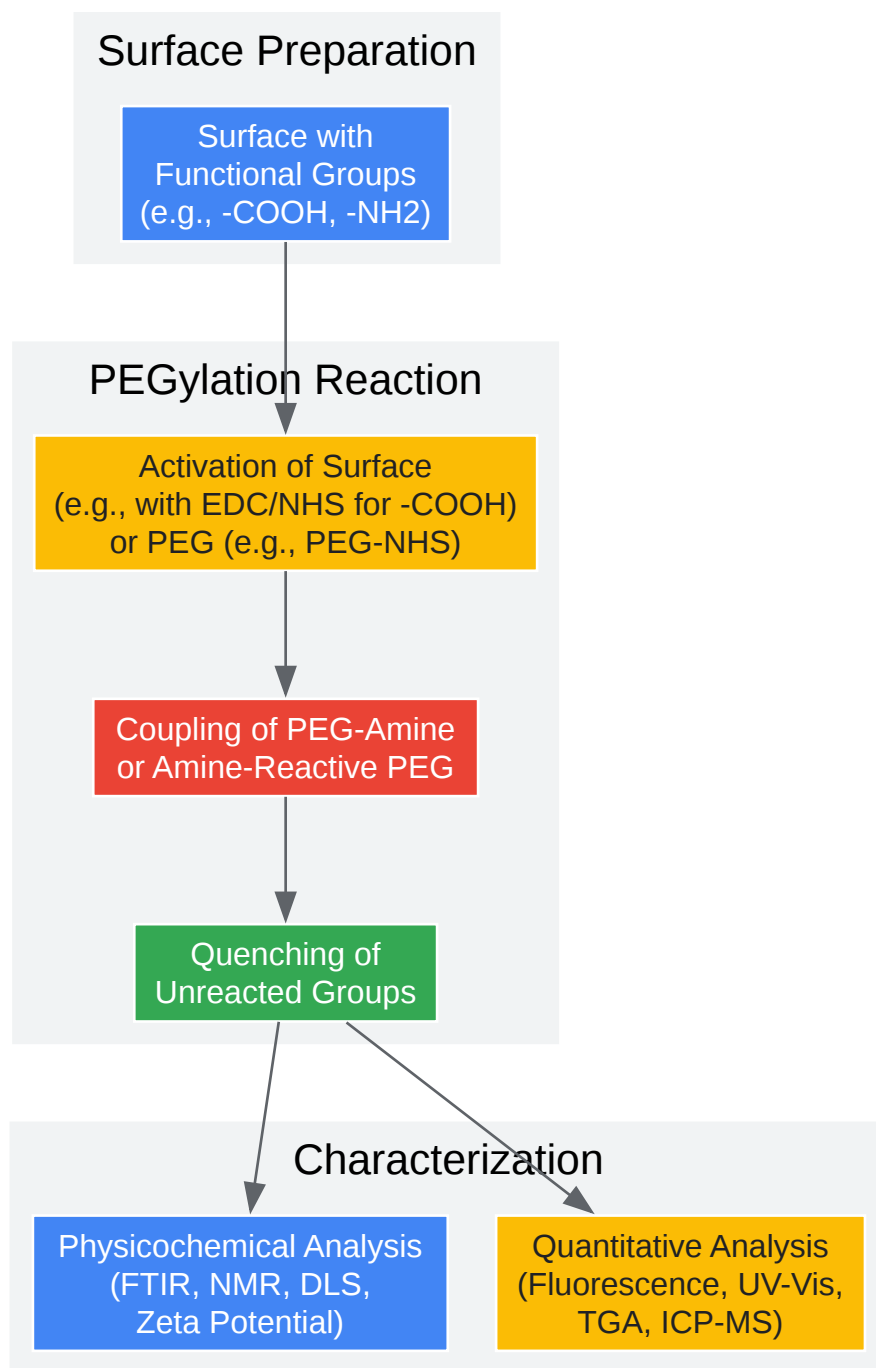 Surface Preparation
Surface with
Functional Groups
(e.g., -COOH, -NH2)
PEGylation Reaction
Activation of Surface
(e.g., with EDC/NHS for -COOH)
or PEG (e.g., PEG-NHS)
Coupling of PEG-Amine
or Amine-Reactive PEG
Quenching of
Unreacted Groups
Characterization
Physicochemical Analysis
(FTIR, NMR, DLS,
Zeta Potential)
Quantitative Analysis
(Fluorescence, UV-Vis,
TGA, ICP-MS)